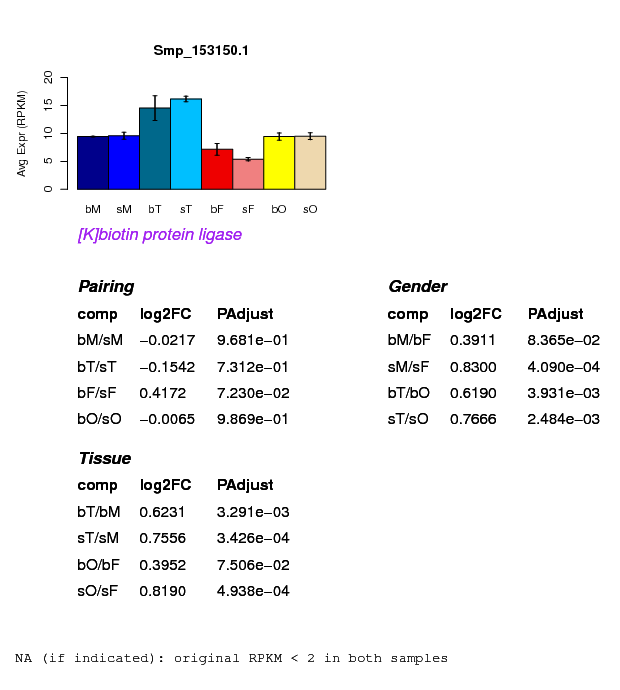 Smp_153150.1
Avg Expr (RPKM)
20
15
10
5
0
bM sM bT sT bF sF bO sO
[K]biotin protein ligase
Pairing
comp log2FC PAdjust
bM/sM −0.0217 9.681e−01
bT/sT −0.1542 7.312e−01
bF/sF 0.4172 7.230e−02
bO/sO −0.0065 9.869e−01
Gender
comp log2FC PAdjust
bM/bF 0.3911 8.365e−02
sM/sF 0.8300 4.090e−04
bT/bO 0.6190 3.931e−03
sT/sO 0.7666 2.484e−03
Tissue
comp log2FC PAdjust
bT/bM 0.6231 3.291e−03
sT/sM 0.7556 3.426e−04
bO/bF 0.3952 7.506e−02
sO/sF 0.8190 4.938e−04
NA (if indicated): original RPKM < 2 in both samples